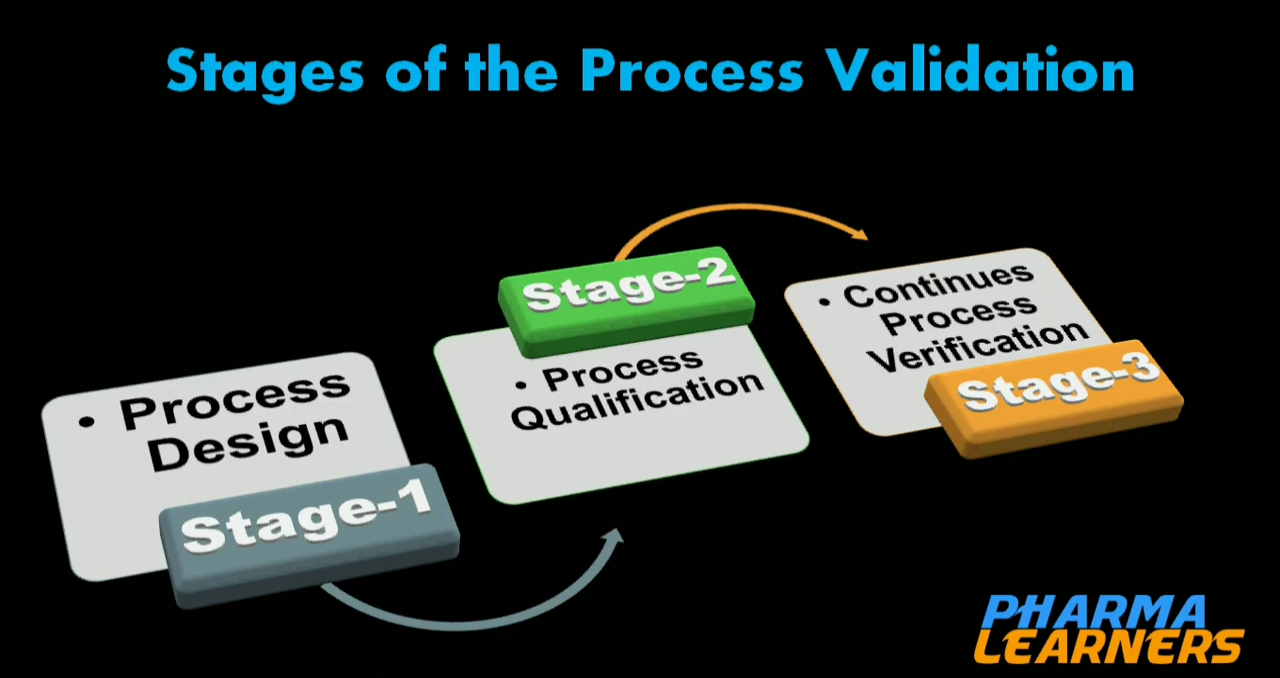 Stages of the Process Validation
• Process
Design
Stage-1
Stage-2
• Process
Qualification
• Continues
Process
Verification
Stage-3
PHARMA
LEARNERS